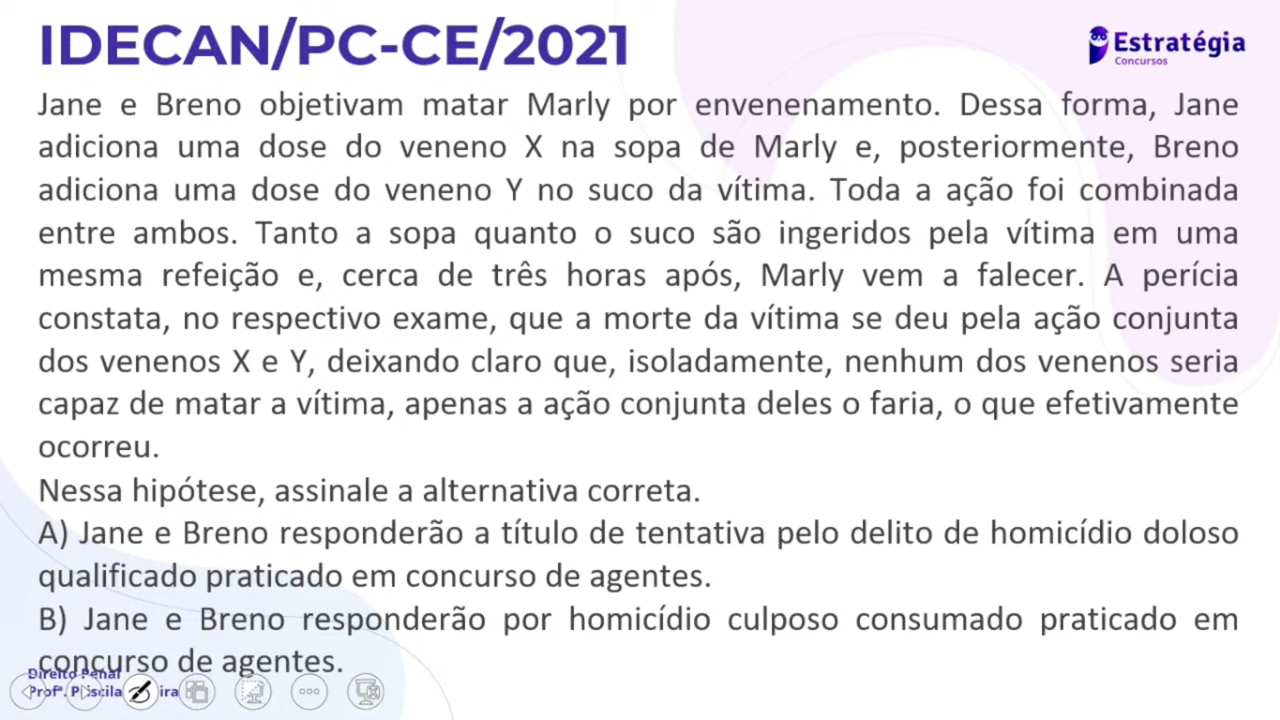 IDECAN/PC-CE/2021
Estratégia
Concursos
Jane e Breno objetivam matar Marly por envenenamento. Dessa forma, Jane
adiciona uma dose do veneno X na sopa de Marly e, posteriormente, Breno
adiciona uma dose do veneno Y no suco da vítima. Toda a ação foi combinada
entre ambos. Tanto a sopa quanto o suco são ingeridos pela vítima em uma
mesma refeição e, cerca de três horas após, Marly vem a falecer. A perícia
constata, no respectivo exame, que a morte da vítima se deu pela ação conjunta
dos venenos X e Y, deixando claro que, isoladamente, nenhum dos venenos seria
capaz de matar a vítima, apenas a ação conjunta deles o faria, o que efetivamente
ocorreu.
Nessa hipótese, assinale a alternativa correta.
A) Jane e Breno responderão a título de tentativa pelo delito de homicídio doloso
qualificado praticado em concurso de agentes.
B) Jane e Breno responderão por homicídio culposo consumado praticado em
concurso de agentes.
Direito Penal
Profª. Priscila